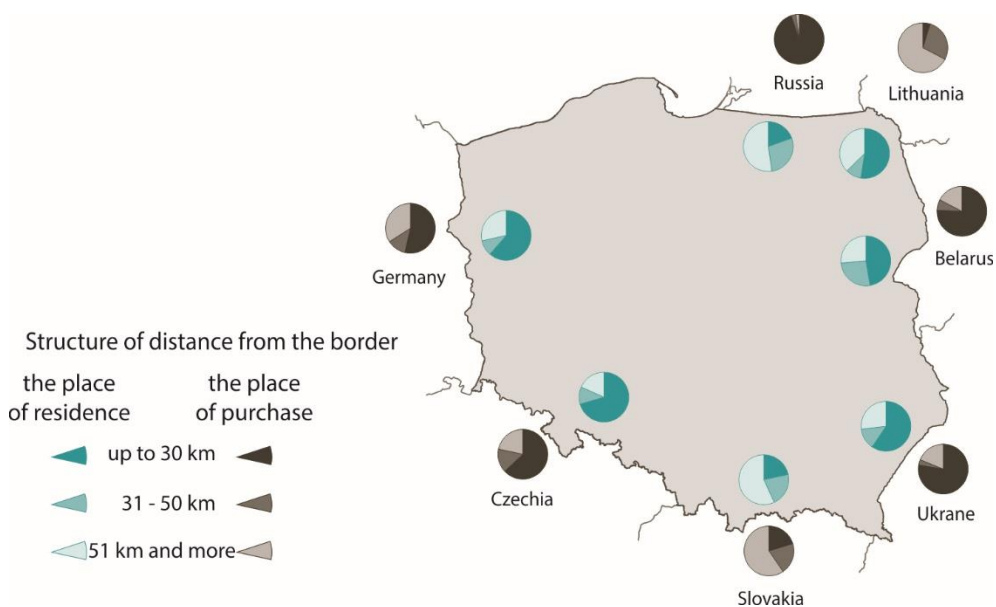 Russia
Lithuania
Germany
Belarus
Structure of distance from the border
the place
of residence
the place
of purchase
up to 30 km
31 - 50 km
51 km and more
Czechia
Ukrane
Slovakia